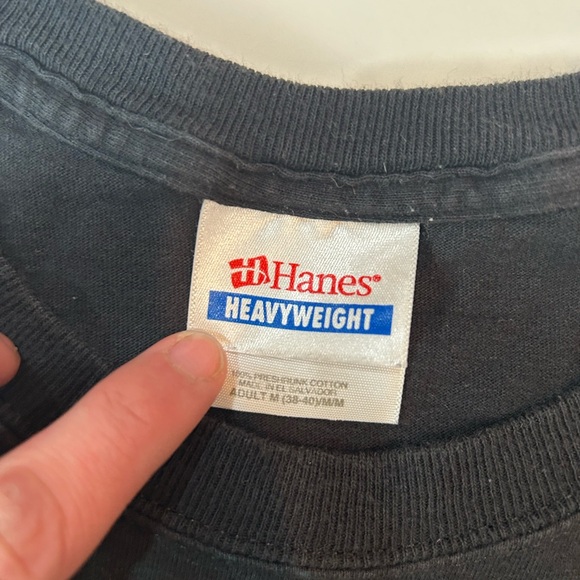 Hanes®
HEAVYWEIGHT
100% PRESHRUNK COTTON
MADE IN EL SALVADOR
ADULT M (38-40)/M/M